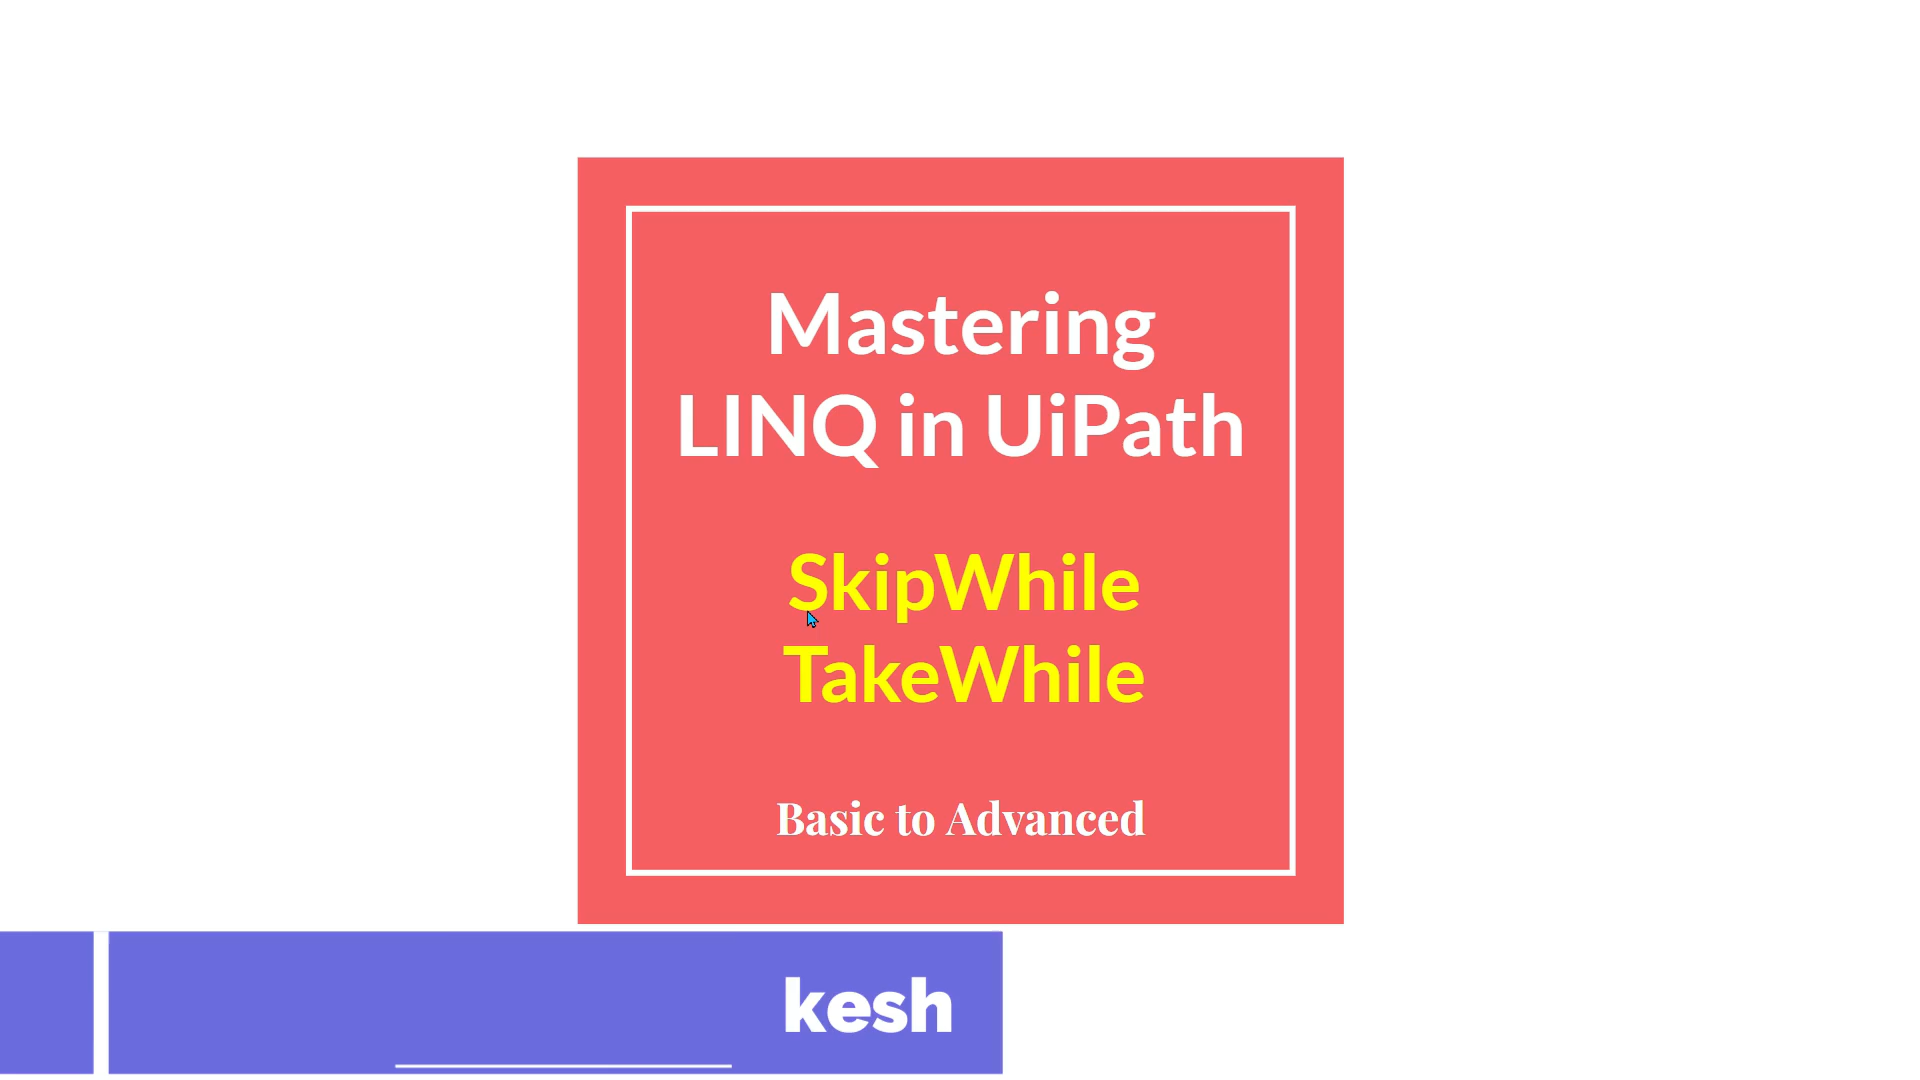 Mastering
LINQ in UiPath
SkipWhile
TakeWhile
Basic to Advanced
kesh